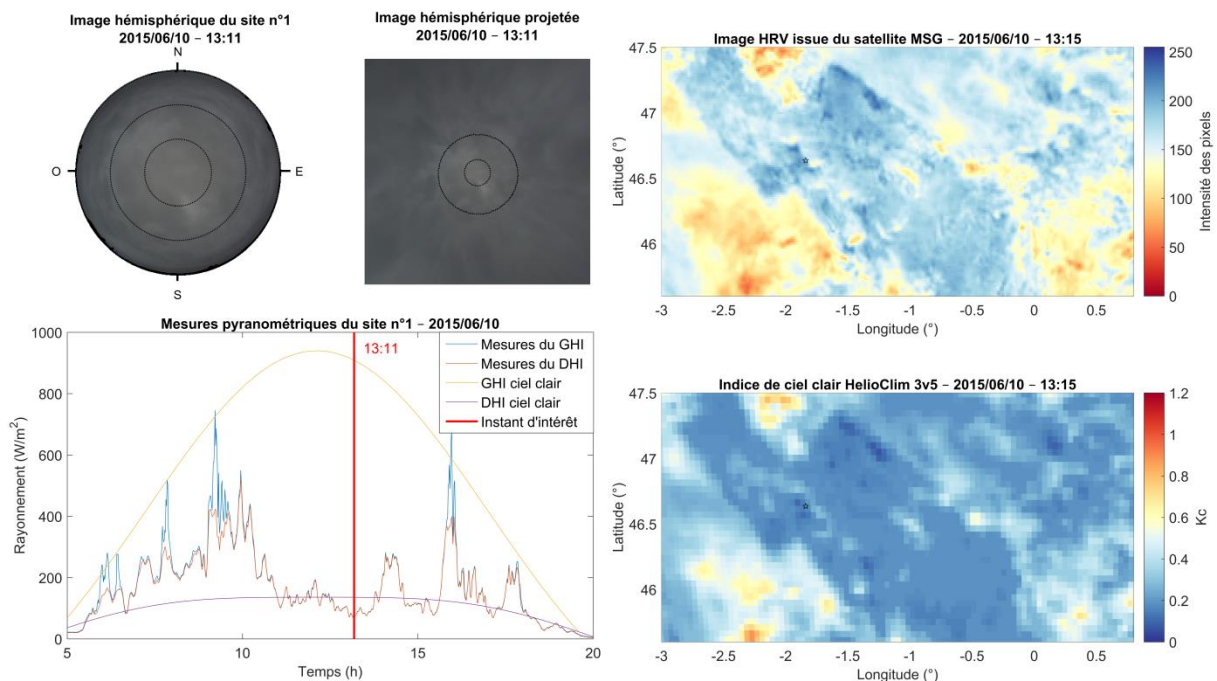 Image hémisphérique du site n°1
2015/06/10 – 13:11
N
O
E
S
Image hémisphérique projetée
2015/06/10 – 13:11
Image HRV issue du satellite MSG – 2015/06/10 – 13:15
47.5
47
46.5
46
Latitude (°)
-3
-2.5
-2
-1.5
-1
-0.5
0
0.5
Longitude (°)
250
200
150
100
50
0
Intensité des pixels
Mesures pyranométriques du site n°1 – 2015/06/10
1000
800
600
400
200
0
Rayonnement (W/m²)
5
10
15
20
Temps (h)
13:11
Mesures du GHI
Mesures du DHI
GHI ciel clair
DHI ciel clair
Instant d'intérêt
Indice de ciel clair HelioClim 3v5 – 2015/06/10 – 13:15
47.5
47
46.5
46
Latitude (°)
-3
-2.5
-2
-1.5
-1
-0.5
0
0.5
Longitude (°)
1.2
1
0.8
0.6
0.4
0.2
0
Kc